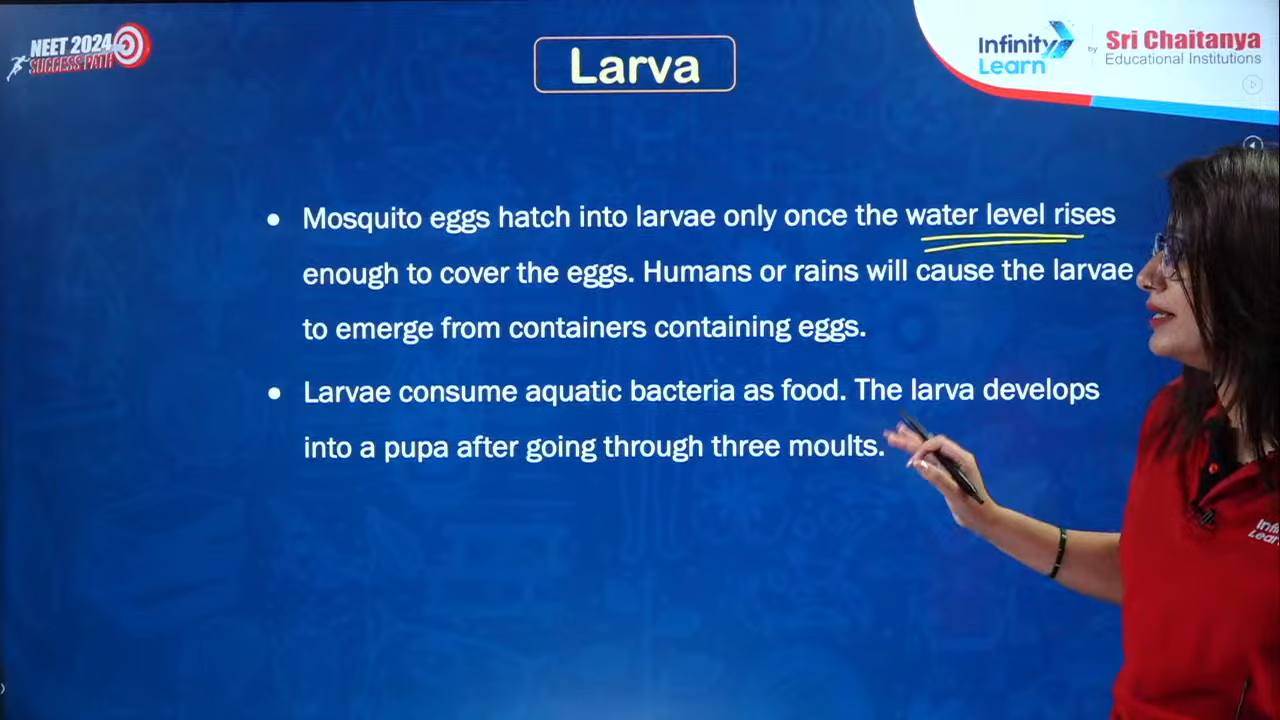 NEET 2024
SUCCESS PATH
Larva
Infinity
Learn
by
Sri Chaitanya
Educational Institutions
• Mosquito eggs hatch into larvae only once the water level rises
enough to cover the eggs. Humans or rains will cause the larvae
to emerge from containers containing eggs.
• Larvae consume aquatic bacteria as food. The larva develops
into a pupa after going through three moults.